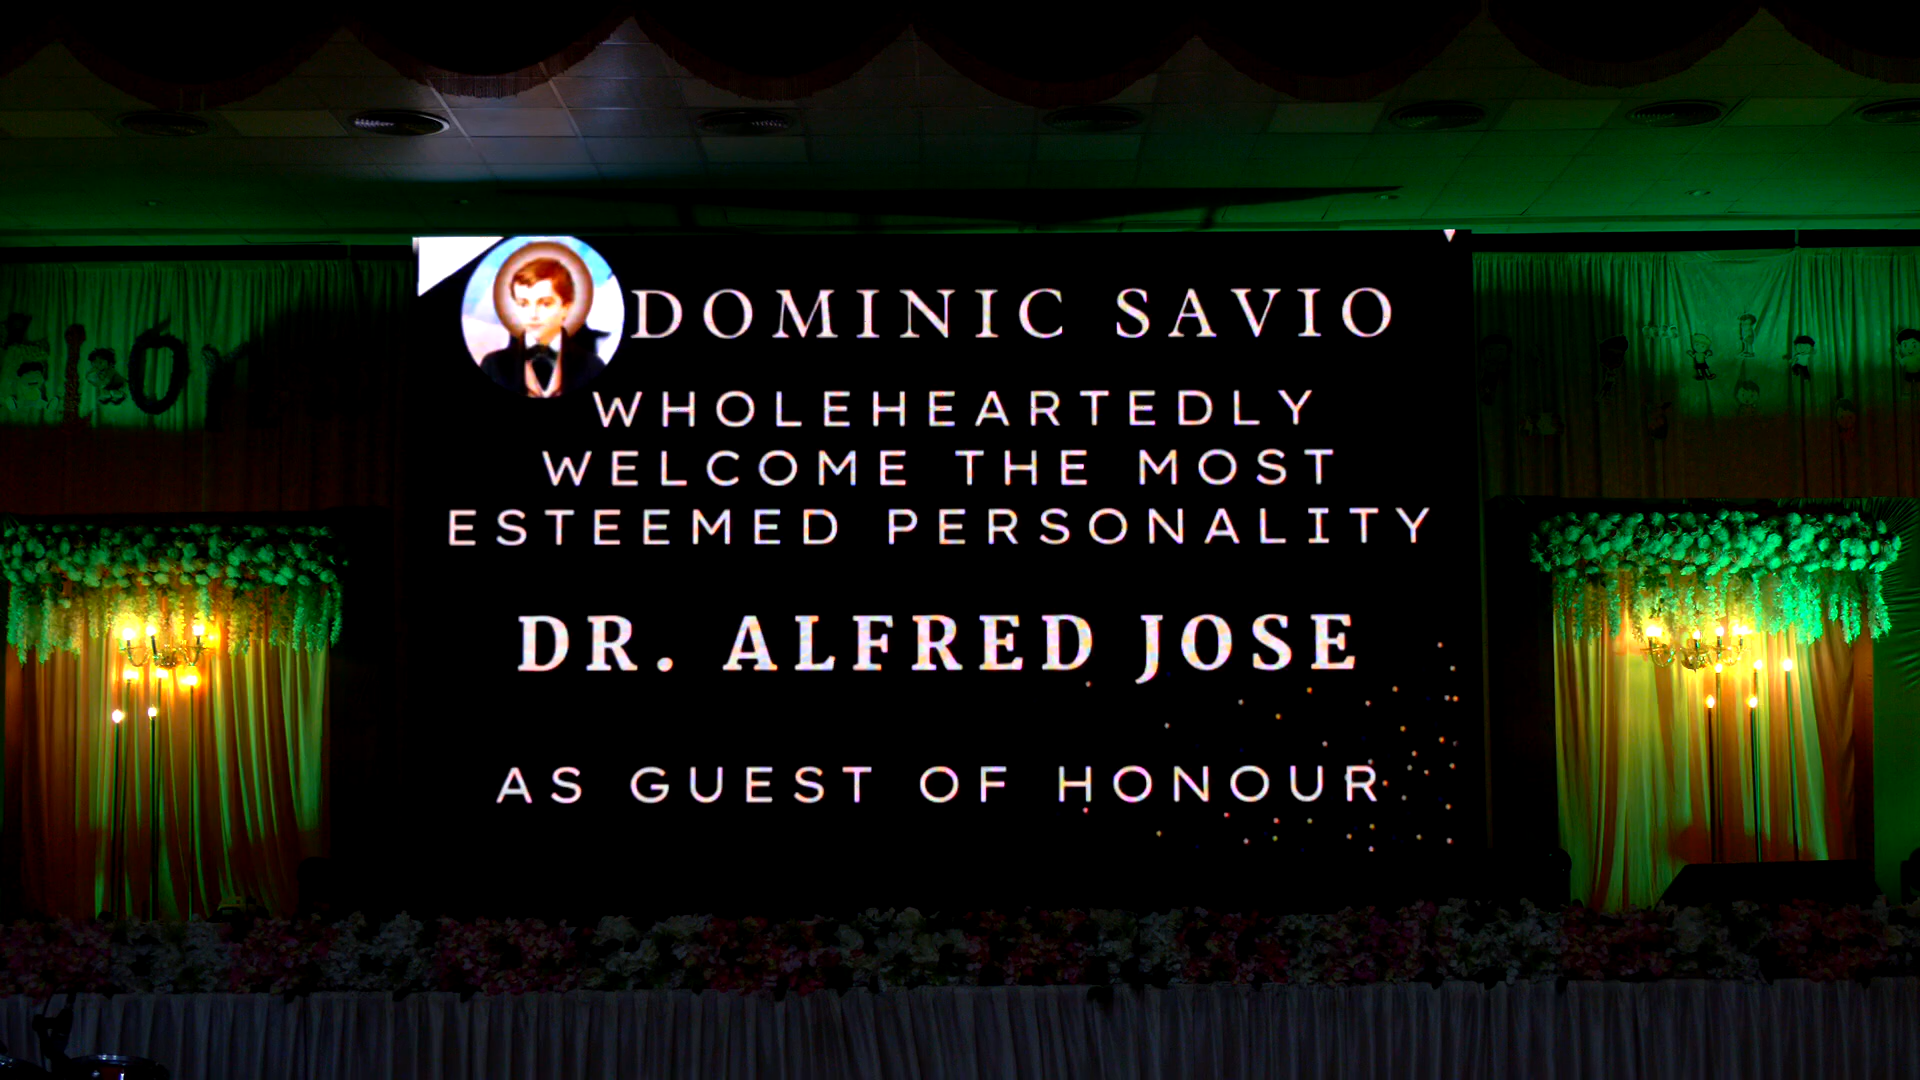 DOMINIC SAVIO
WHOLEHEARTEDLY
WELCOME THE MOST
ESTEEMED PERSONALITY
DR. ALFRED JOSE
AS GUEST OF HONOUR